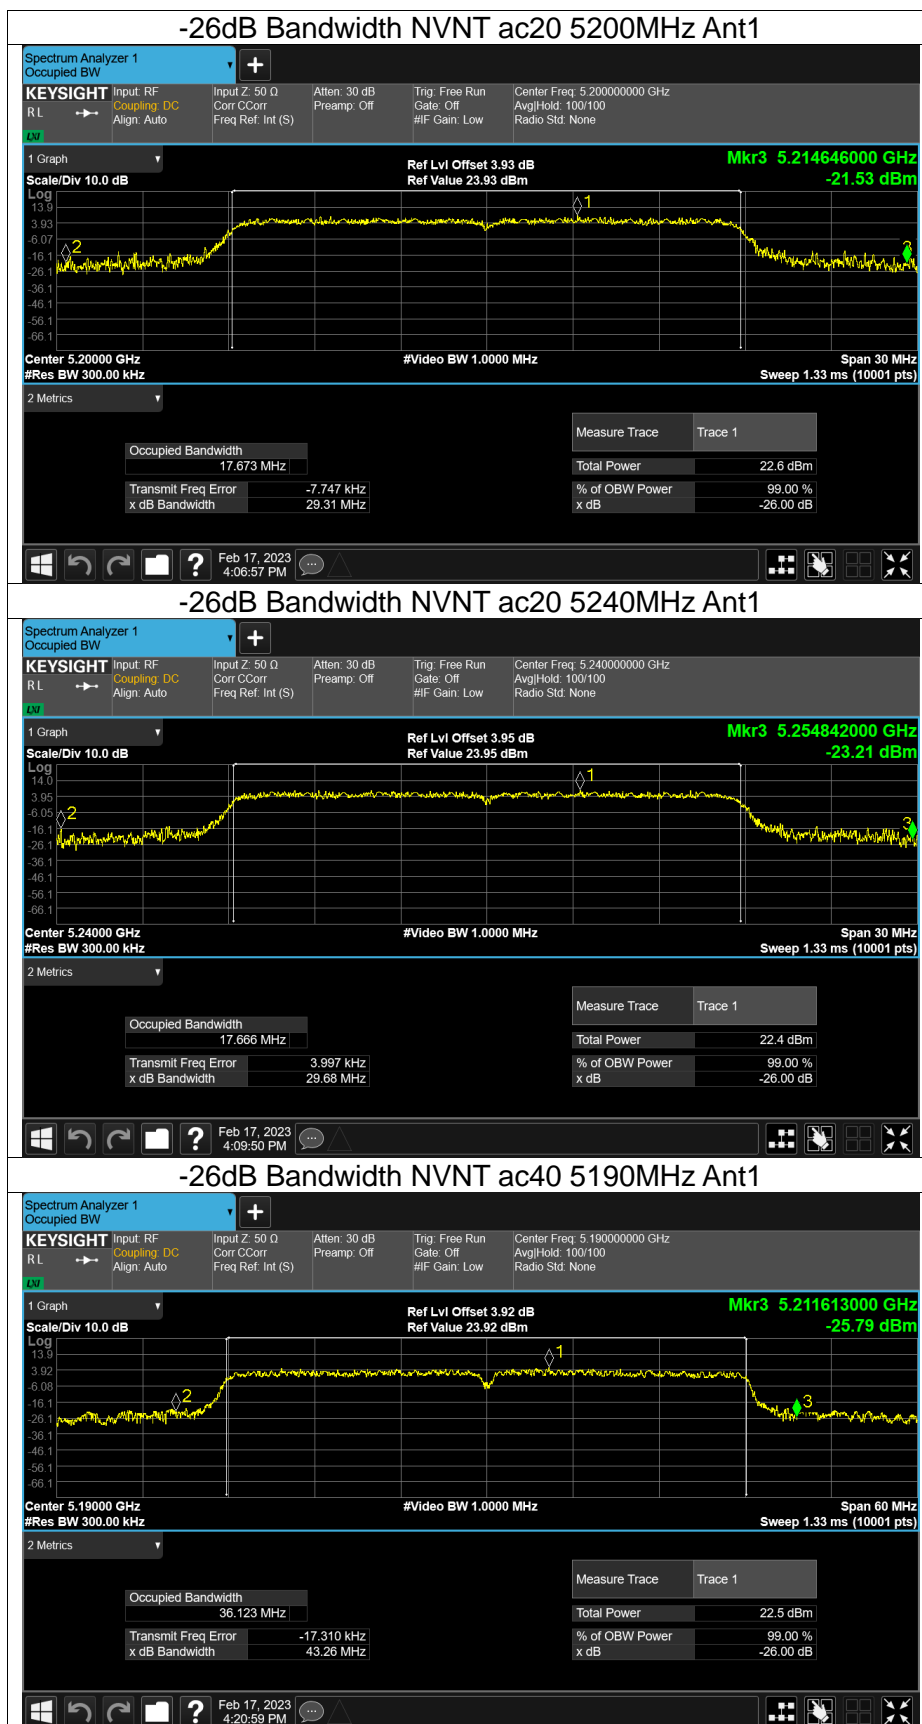 -26dB Bandwidth NVNT ac20 5200MHz Ant1
Spectrum Analyzer 1
Occupied BW
+
KEYSIGHT Input: RF Input Z: 50 Ω Atten: 30 dB Trig: Free Run Center Freq: 5.200000000 GHz
R L Coupling: DC Corr CCorr Preamp: Off Gate: Off Avg|Hold: 100/100
Align: Auto Freq Ref: Int (S) #IF Gain: Low Radio Std: None
LXI
1 Graph Ref Lvl Offset 3.93 dB Mkr3 5.214646000 GHz
Scale/Div 10.0 dB Ref Value 23.93 dBm -21.53 dBm
Log
13.9
1
3.93
-6.07
2
3
-16.1
-26.1
-36.1
-46.1
-56.1
-66.1
Center 5.20000 GHz #Video BW 1.0000 MHz Span 30 MHz
#Res BW 300.00 kHz Sweep 1.33 ms (10001 pts)
2 Metrics
Measure Trace Trace 1
Occupied Bandwidth
17.673 MHz Total Power 22.6 dBm
Transmit Freq Error -7.747 kHz % of OBW Power 99.00 %
x dB Bandwidth 29.31 MHz x dB -26.00 dB
? Feb 17, 2023
4:06:57 PM
-26dB Bandwidth NVNT ac20 5240MHz Ant1
Spectrum Analyzer 1
Occupied BW
+
KEYSIGHT Input: RF Input Z: 50 Ω Atten: 30 dB Trig: Free Run Center Freq: 5.240000000 GHz
R L Coupling: DC Corr CCorr Preamp: Off Gate: Off Avg|Hold: 100/100
Align: Auto Freq Ref: Int (S) #IF Gain: Low Radio Std: None
LXI
1 Graph Ref Lvl Offset 3.95 dB Mkr3 5.254842000 GHz
Scale/Div 10.0 dB Ref Value 23.95 dBm -23.21 dBm
Log
14.0
1
3.95
-6.05
2
3
-16.1
-26.1
-36.1
-46.1
-56.1
-66.1
Center 5.24000 GHz #Video BW 1.0000 MHz Span 30 MHz
#Res BW 300.00 kHz Sweep 1.33 ms (10001 pts)
2 Metrics
Measure Trace Trace 1
Occupied Bandwidth
17.666 MHz Total Power 22.4 dBm
Transmit Freq Error 3.997 kHz % of OBW Power 99.00 %
x dB Bandwidth 29.68 MHz x dB -26.00 dB
? Feb 17, 2023
4:09:50 PM
-26dB Bandwidth NVNT ac40 5190MHz Ant1
Spectrum Analyzer 1
Occupied BW
+
KEYSIGHT Input: RF Input Z: 50 Ω Atten: 30 dB Trig: Free Run Center Freq: 5.190000000 GHz
R L Coupling: DC Corr CCorr Preamp: Off Gate: Off Avg|Hold: 100/100
Align: Auto Freq Ref: Int (S) #IF Gain: Low Radio Std: None
LXI
1 Graph Ref Lvl Offset 3.92 dB Mkr3 5.211613000 GHz
Scale/Div 10.0 dB Ref Value 23.92 dBm -25.79 dBm
Log
13.9
1
3.92
-6.08
2
3
-16.1
-26.1
-36.1
-46.1
-56.1
-66.1
Center 5.19000 GHz #Video BW 1.0000 MHz Span 60 MHz
#Res BW 300.00 kHz Sweep 1.33 ms (10001 pts)
2 Metrics
Measure Trace Trace 1
Occupied Bandwidth
36.123 MHz Total Power 22.5 dBm
Transmit Freq Error -17.310 kHz % of OBW Power 99.00 %
x dB Bandwidth 43.26 MHz x dB -26.00 dB
? Feb 17, 2023
4:20:59 PM